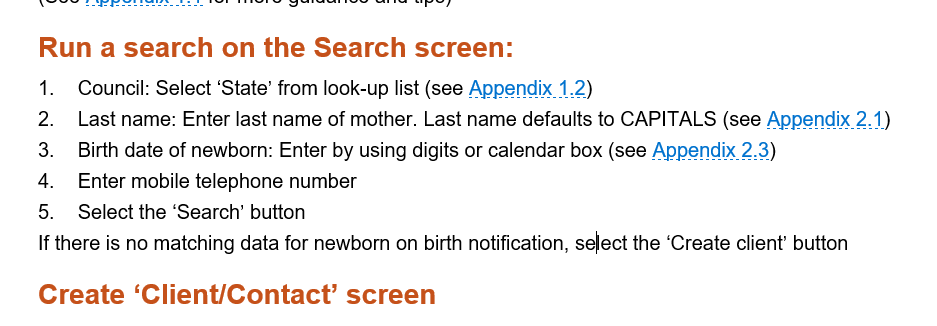 (See Appendix 1.1 for more guidance and tips)
Run a search on the Search screen:
1. Council: Select ‘State’ from look-up list (see Appendix 1.2)
2. Last name: Enter last name of mother. Last name defaults to CAPITALS (see Appendix 2.1)
3. Birth date of newborn: Enter by using digits or calendar box (see Appendix 2.3)
4. Enter mobile telephone number
5. Select the ‘Search’ button
If there is no matching data for newborn on birth notification, select the ‘Create client’ button
Create ‘Client/Contact’ screen